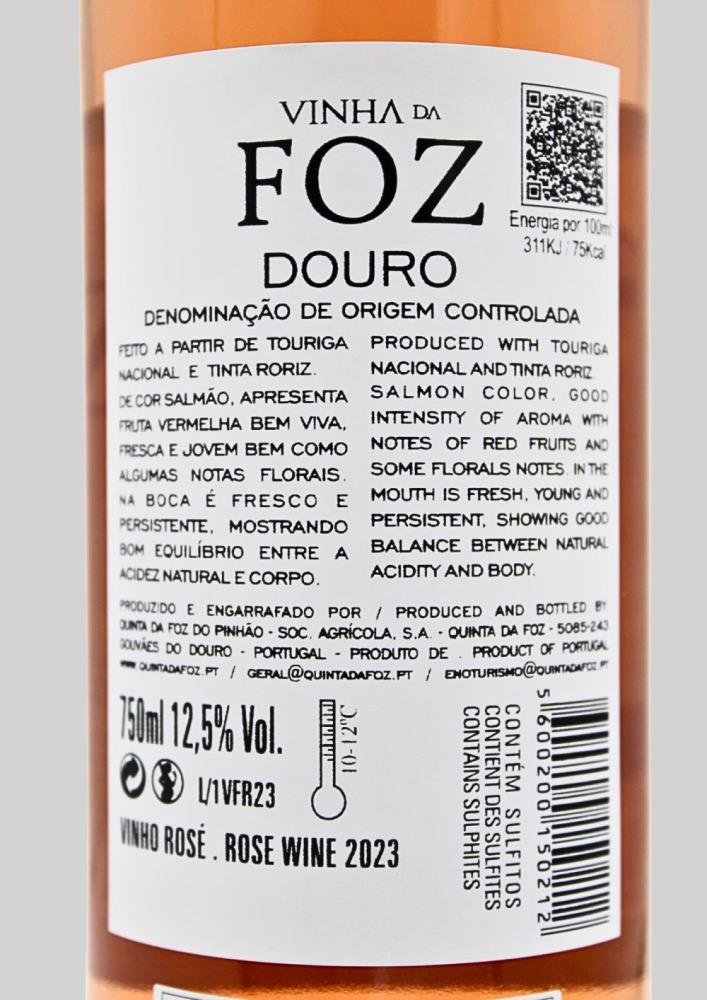 VINHA DA
FOZ
DOURO
DENOMINAÇÃO DE ORIGEM CONTROLADA
Energia por 100ml
311KJ / 75Kcal
FEITO A PARTIR DE TOURIGA
NACIONAL E TINTA RORIZ.
DE COR SALMÃO, APRESENTA
FRUTA VERMELHA BEM VIVA,
FRESCA E JOVEM BEM COMO
ALGUMAS NOTAS FLORAIS.
NA BOCA É FRESCO E
PERSISTENTE, MOSTRANDO
BOM EQUILÍBRIO ENTRE A
ACIDEZ NATURAL E CORPO.
PRODUCED WITH TOURIGA
NACIONAL AND TINTA RORIZ.
SALMON COLOR. GOOD
INTENSITY OF AROMA WITH
NOTES OF RED FRUITS AND
SOME FLORALS NOTES. IN THE
MOUTH IS FRESH, YOUNG AND
PERSISTENT, SHOWING GOOD
BALANCE BETWEEN NATURAL
ACIDITY AND BODY.
PRODUZIDO E ENGARRAFADO POR / PRODUCED AND BOTTLED BY
QUINTA DA FOZ DO PINHÃO - SOC. AGRÍCOLA, S.A. - QUINTA DA FOZ - 5085-243
GOUVÃES DO DOURO - PORTUGAL - PRODUTO DE . PRODUCT OF PORTUGAL
WWW.QUINTADAFOZ.PT / GERAL@QUINTADAFOZ.PT / ENOTURISMO@QUINTADAFOZ.PT
750ml 12,5% Vol.
10-12ºC
L/1VFR23
VINHO ROSÉ . ROSE WINE 2023
CONTÉM SULFITOS
CONTIENT DES SULFITES
CONTAINS SULPHITES
5 600200 150212